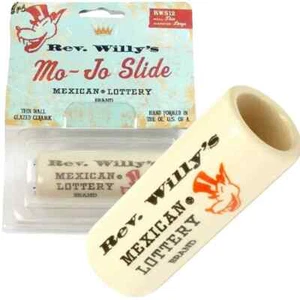 RWS12
Rev. Willy's
Mo-Jo Slide
MEXICAN LOTTERY
BRAND
THIN WALL
GLAZED CERAMIC
HAND FORMED IN
THE OL' U.S. OF A.
Rev. Willy's
MEXICAN
LOTTERY
BRAND
Rev. Willy's
MEXICAN
LOTTERY
BRAND